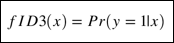 fID3(x) = Pr(y = 1|x)